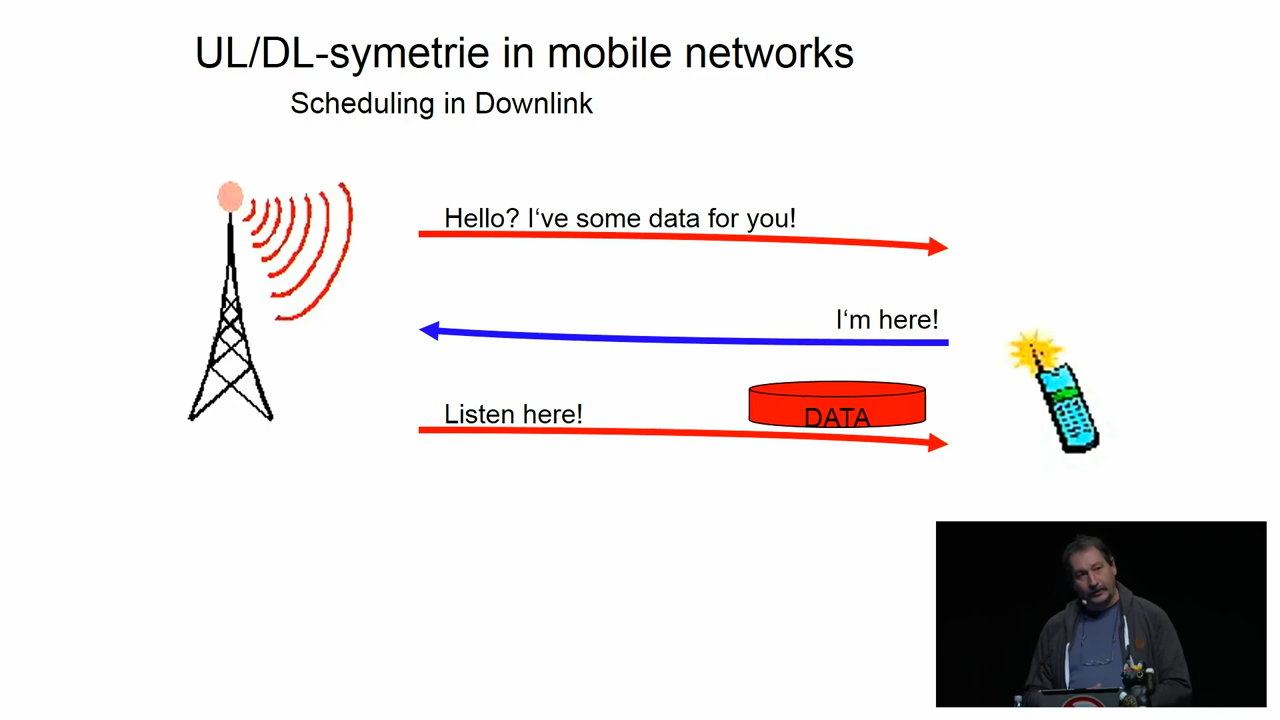 UL/DL-symetrie in mobile networks
Scheduling in Downlink
Hello? I‘ve some data for you!
I‘m here!
Listen here!
DATA